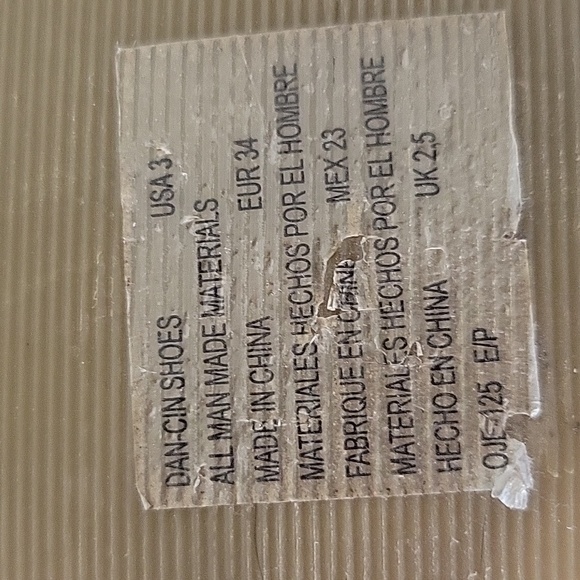 DAN-CIN SHOES USA 3
ALL MAN MADE MATERIALS
MADE IN CHINA EUR 34
MATERIALES HECHOS POR EL HOMBRE
FABRIQUE EN CHINE MEX 23
MATERIALES HECHOS POR EL HOMBRE
HECHO EN CHINA UK 2,5
OJE-125 E/P